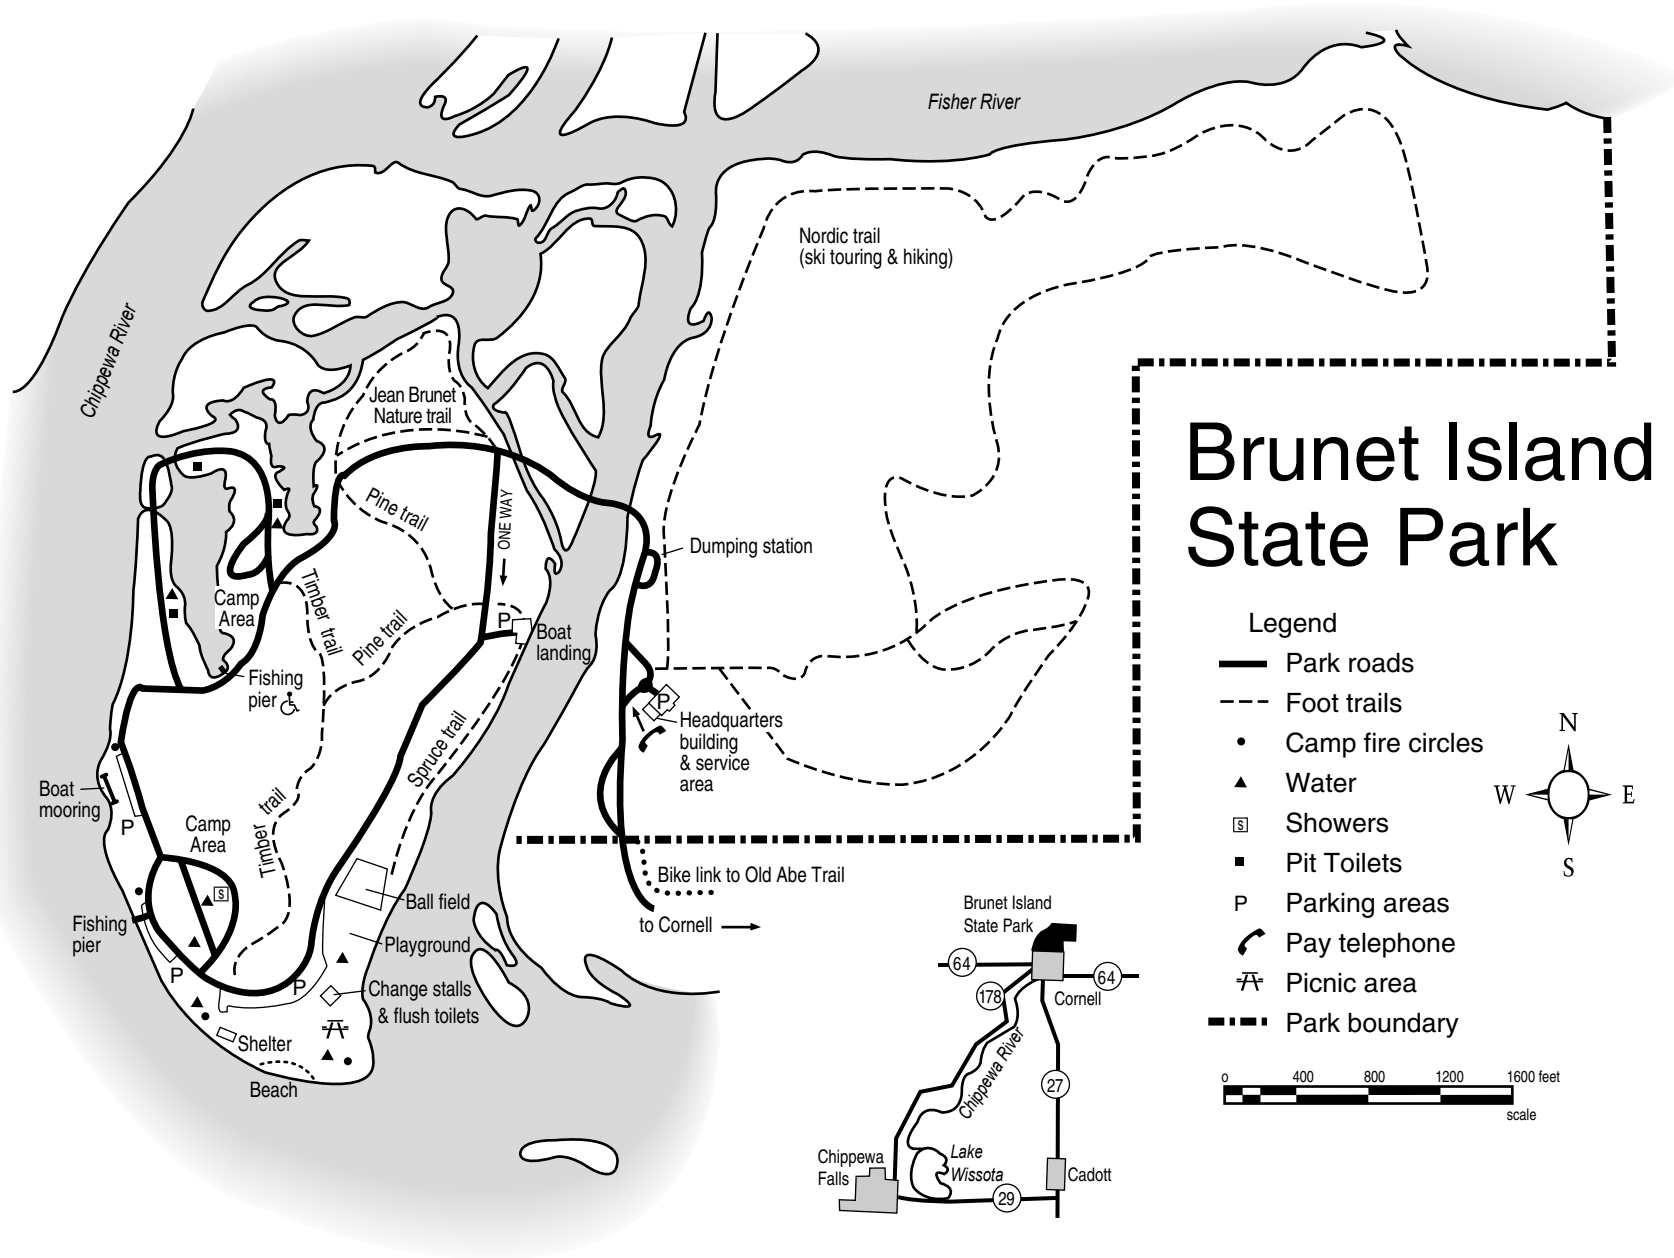 Fisher River
Nordic trail
(ski touring & hiking)
Chippewa River
Jean Brunet
Nature trail
Pine trail
ONE WAY
Dumping station
Camp
Area
Timber trail
Pine trail
P
Boat
landing
Fishing
pier
P
Headquarters
building
& service
area
Spruce trail
Boat
mooring
P
Camp
Area
Timber trail
S
Fishing
pier
P
P
Ball field
Playground
Change stalls
& flush toilets
Shelter
Beach
Bike link to Old Abe Trail
to Cornell
Brunet Island
State Park
Legend
Park roads
Foot trails
Camp fire circles
Water
S Showers
Pit Toilets
P Parking areas
Pay telephone
Picnic area
Park boundary
N
W E
S
o 400 800 1200 1600 feet
scale
Brunet Island
State Park
64
64
178
Cornell
Chippewa River
27
Chippewa
Falls
Lake
Wissota
Cadott
29